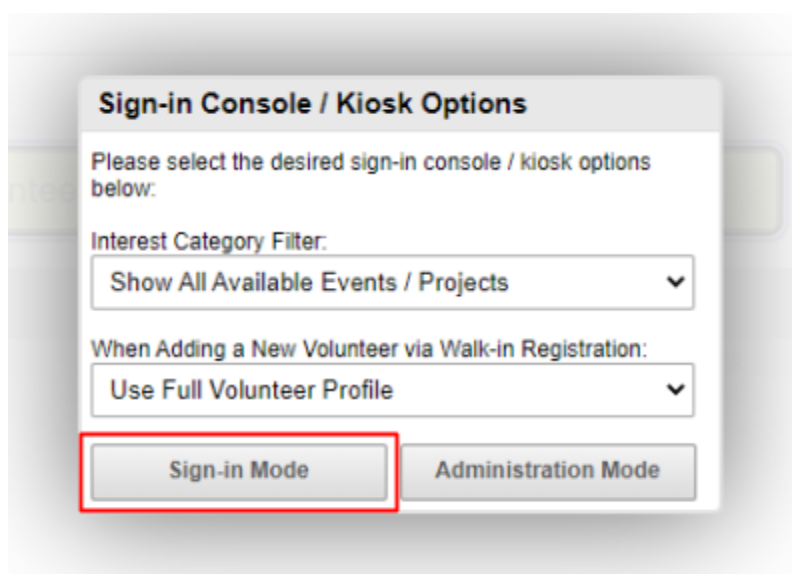 Sign-in Console / Kiosk Options
Please select the desired sign-in console / kiosk options
below:
Interest Category Filter:
Show All Available Events / Projects
When Adding a New Volunteer via Walk-in Registration:
Use Full Volunteer Profile
Sign-in Mode
Administration Mode